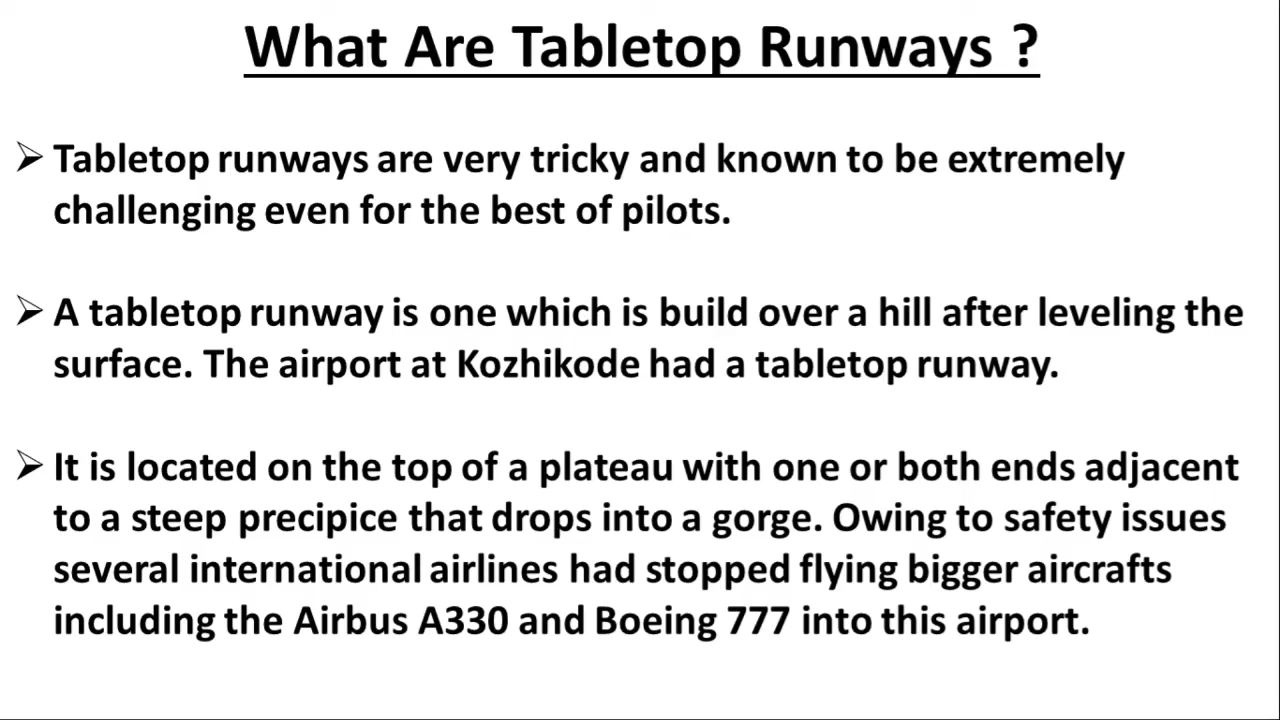 What Are Tabletop Runways ?
➢ Tabletop runways are very tricky and known to be extremely
challenging even for the best of pilots.
➢ A tabletop runway is one which is build over a hill after leveling the
surface. The airport at Kozhikode had a tabletop runway.
➢ It is located on the top of a plateau with one or both ends adjacent
to a steep precipice that drops into a gorge. Owing to safety issues
several international airlines had stopped flying bigger aircrafts
including the Airbus A330 and Boeing 777 into this airport.